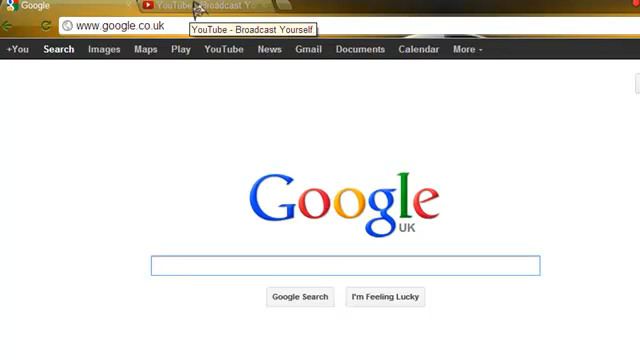 Google YouTube - Broadcast Yo
www.google.co.uk
YouTube - Broadcast Yourself
+You Search Images Maps Play YouTube News Gmail Documents Calendar More
Google
UK
Google Search I'm Feeling Lucky